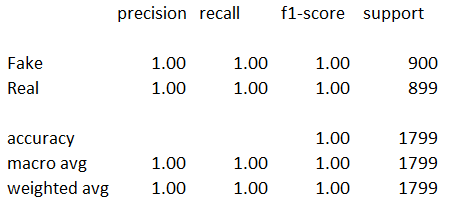 precision recall f1-score support
Fake 1.00 1.00 1.00 900
Real 1.00 1.00 1.00 899
accuracy 1.00 1799
macro avg 1.00 1.00 1.00 1799
weighted avg 1.00 1.00 1.00 1799